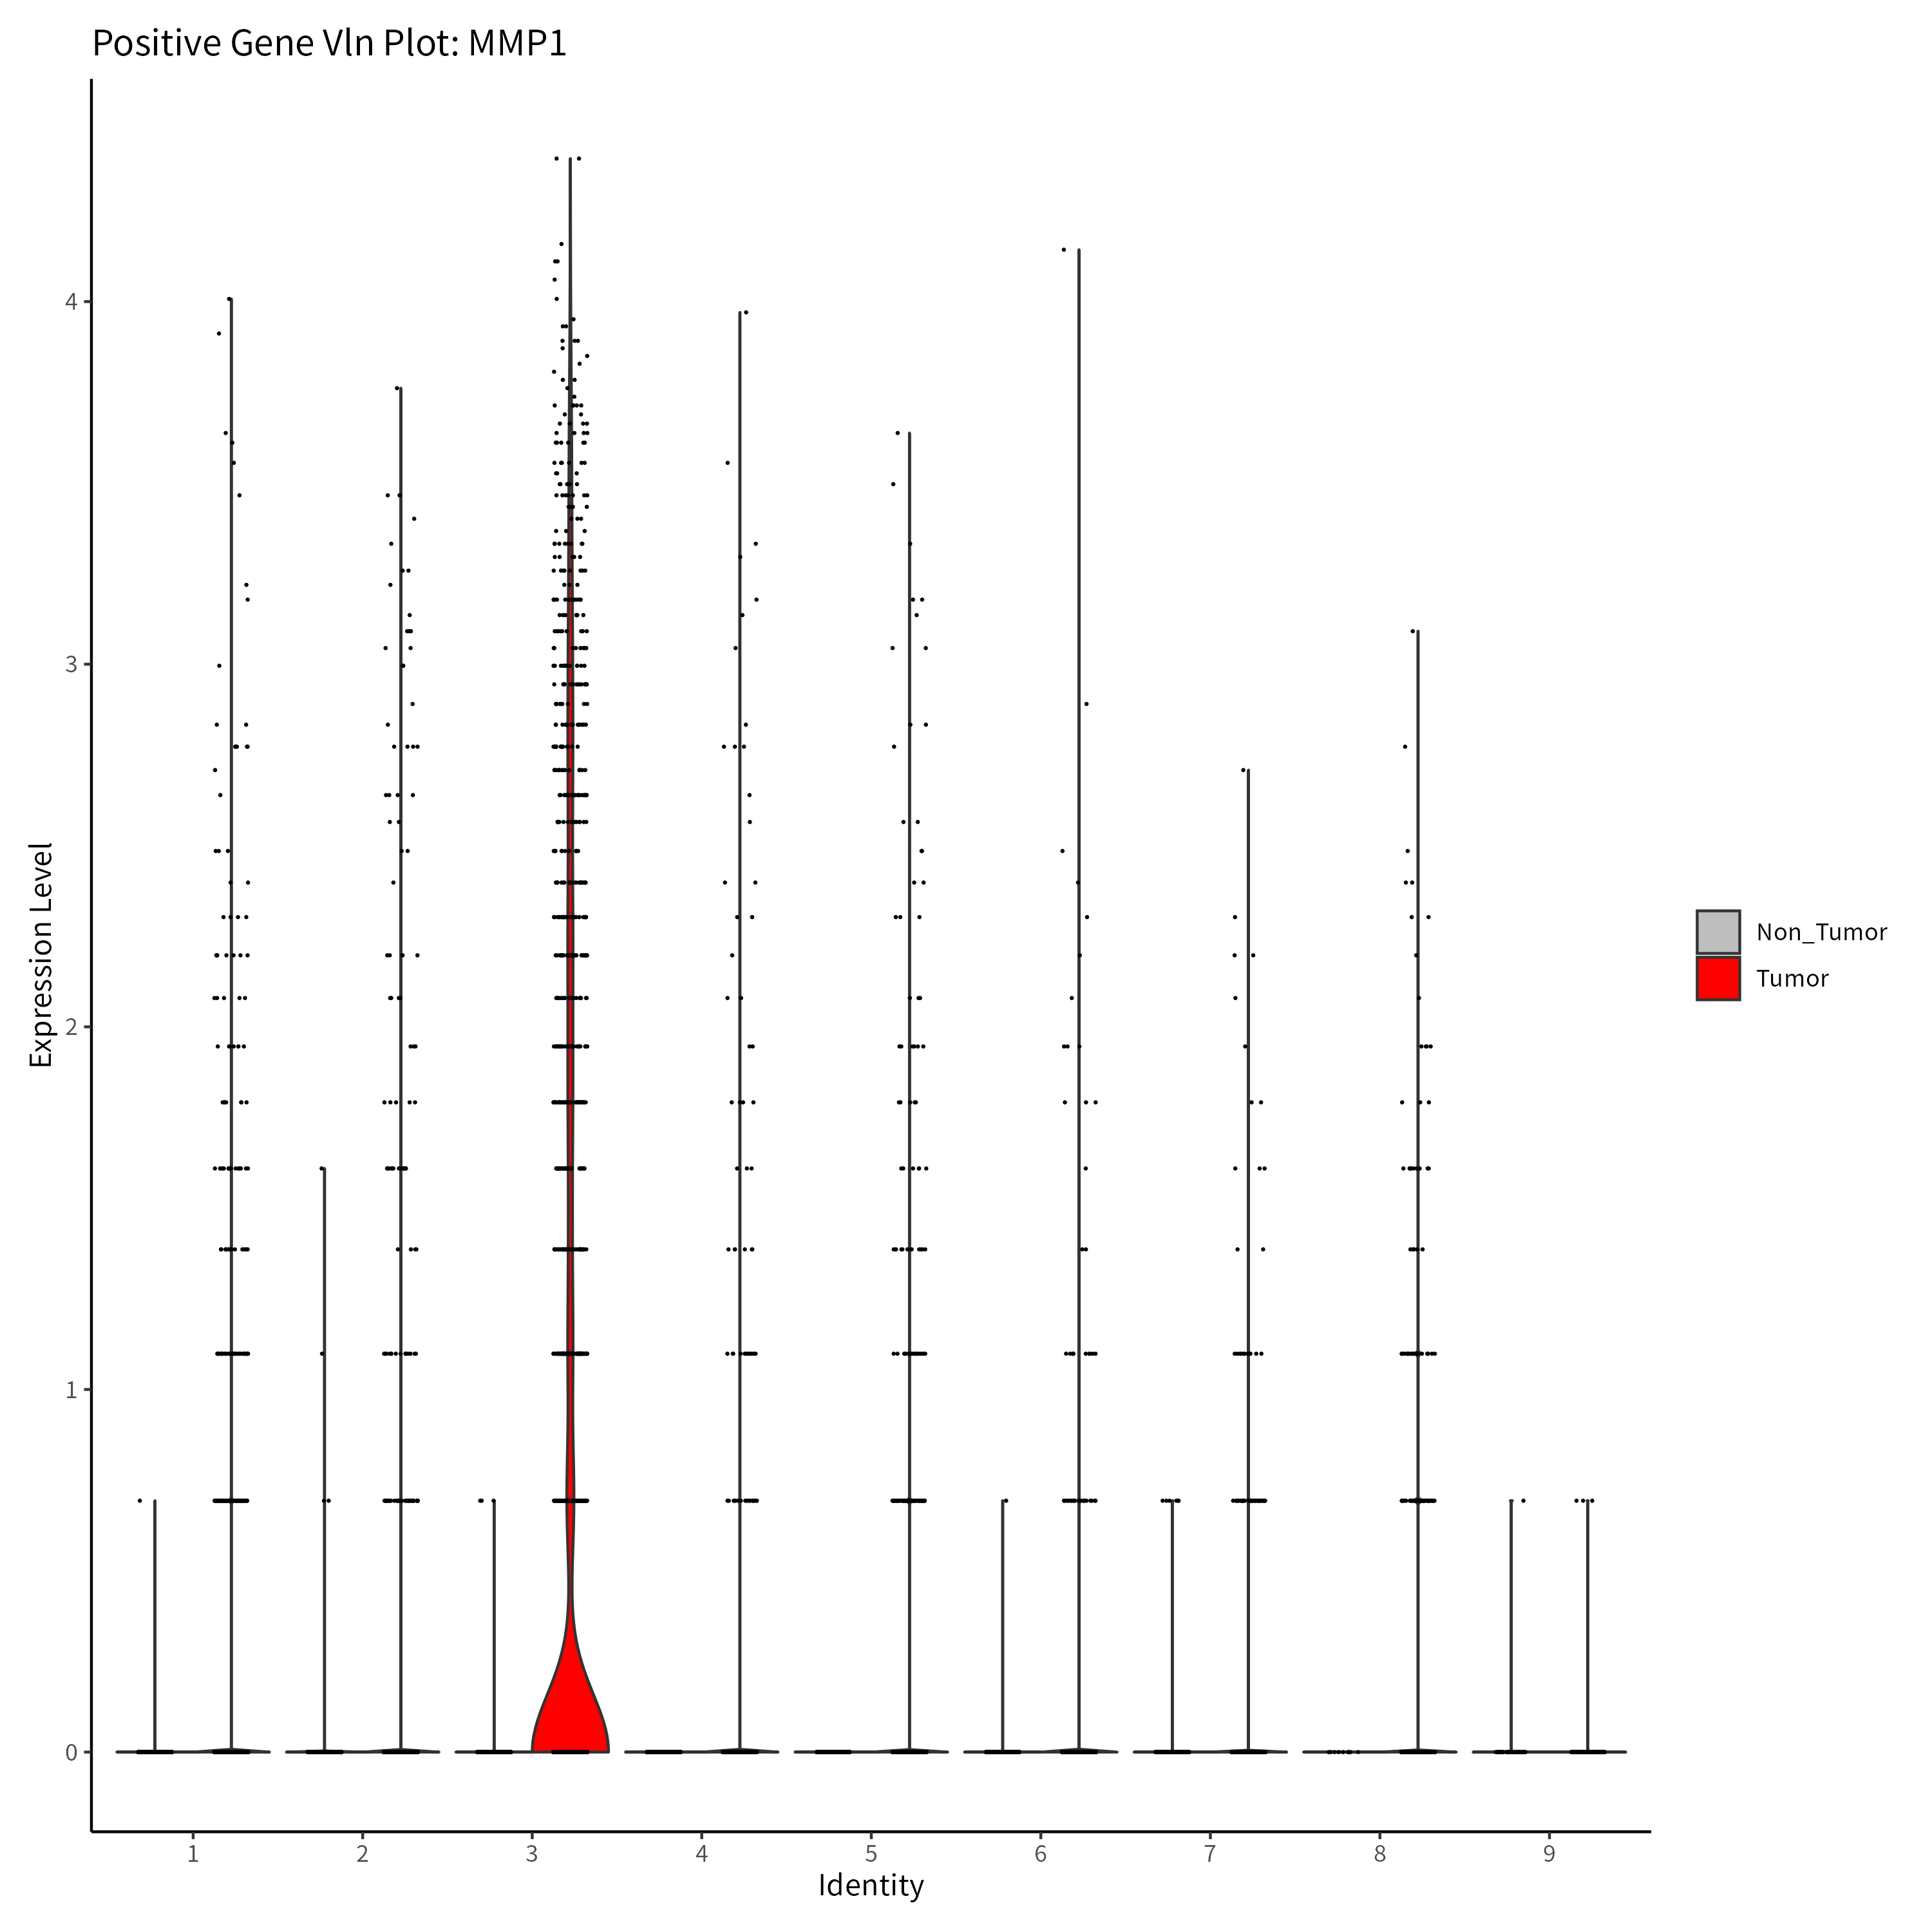 Positive Gene Vln Plot: MMP1
Expression Level
4
3
2
1
0
1 2 3 4 5 6 7 8 9
Identity
Non_Tumor
Tumor